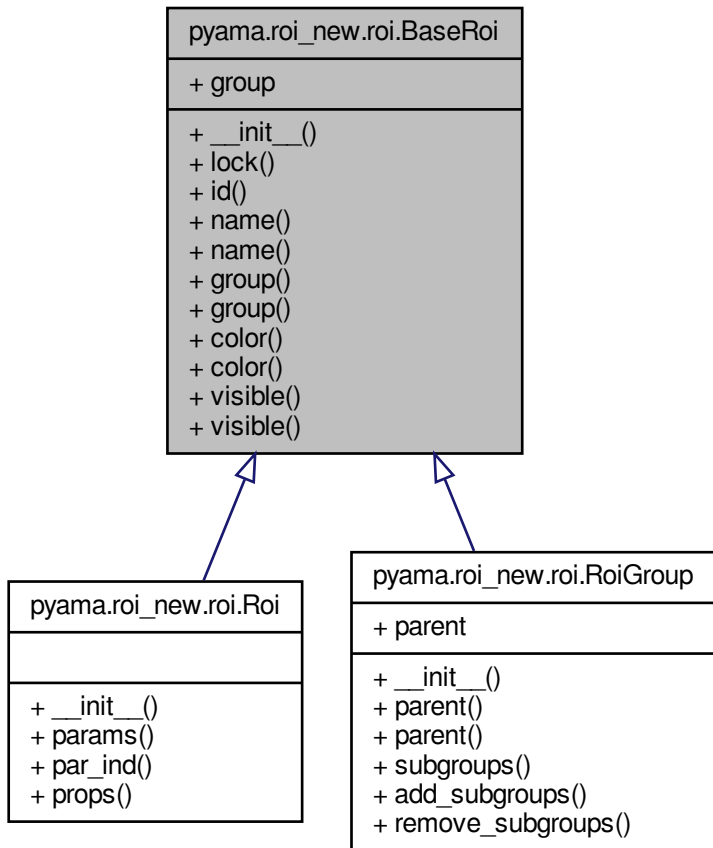 pyama.roi_new.roi.BaseRoi
+ group
+ __init__()
+ lock()
+ id()
+ name()
+ name()
+ group()
+ group()
+ color()
+ color()
+ visible()
+ visible()
pyama.roi_new.roi.Roi
+ __init__()
+ params()
+ par_ind()
+ props()
pyama.roi_new.roi.RoiGroup
+ parent
+ __init__()
+ parent()
+ parent()
+ subgroups()
+ add_subgroups()
+ remove_subgroups()